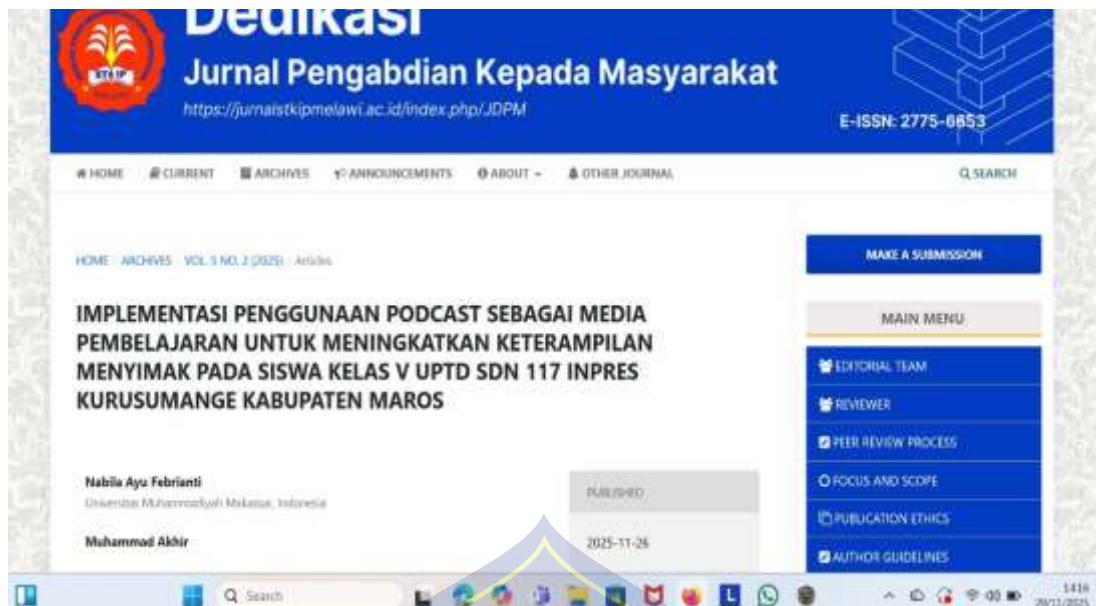 Dedikasi
Jurnal Pengabdian Kepada Masyarakat
https://jurnalstkipmelawi.ac.id/index.php/JDPM
E-ISSN: 2775-6653
HOME CURRENT ARCHIVES ANNOUNCEMENTS ABOUT OTHER JOURNAL SEARCH
HOME ARCHIVES VOL. 5 NO. 2 (2025) Articles
MAKE A SUBMISSION
IMPLEMENTASI PENGGUNAAN PODCAST SEBAGAI MEDIA
PEMBELAJARAN UNTUK MENINGKATKAN KETERAMPILAN
MENYIMAK PADA SISWA KELAS V UPTD SDN 117 INPRES
KURUSUMANGE KABUPATEN MAROS
MAIN MENU
EDITORIAL TEAM
REVIEWER
PEER REVIEW PROCESS
FOCUS AND SCOPE
PUBLICATION ETHICS
AUTHOR GUIDELINES
Nabila Ayu Febrianti
Universitas Muhammadiyah Makassar, Indonesia
Muhammad Akhir
PUBLISHED
2025-11-26
Search
14:16